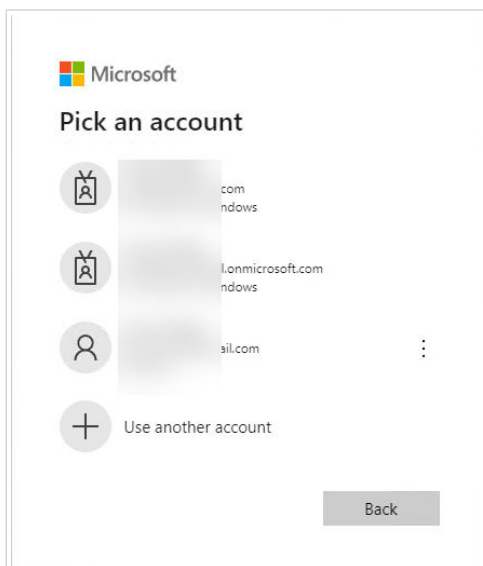 Microsoft
Pick an account
.com
ndows
l.onmicrosoft.com
ndows
ail.com
Use another account
Back